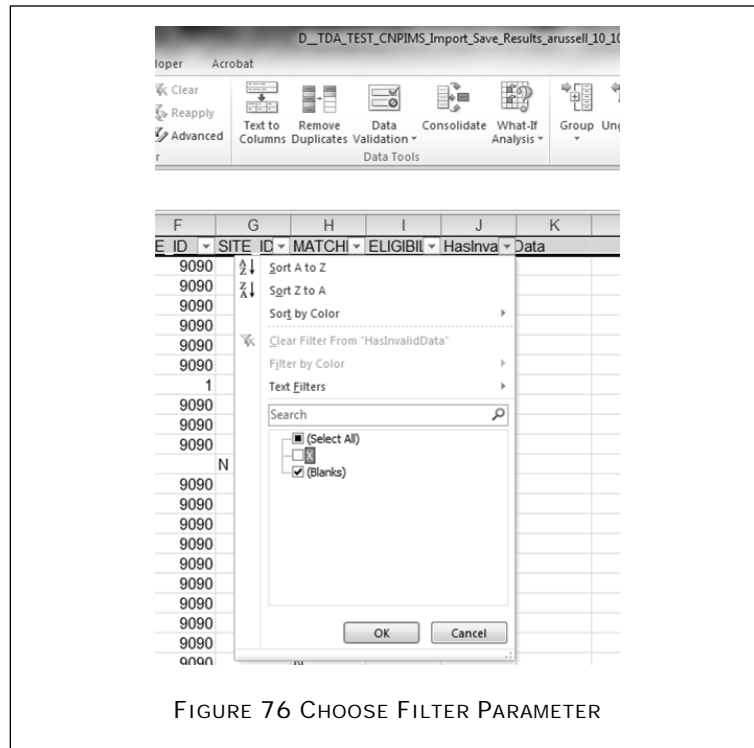 D__TDA_TEST_CNPIMS_Import_Save_Results_arussell_10_10
loper Acrobat
Clear
Reapply
Advanced
Text to Columns
Remove Duplicates
Data Validation
Consolidate
What-If Analysis
Group
Ung
r
Data Tools
F G H I J K
E_ID SITE_ID MATCHI ELIGIBIL HasInva Data
9090
9090
9090
9090
9090
9090
1
9090
9090
9090
N
9090
9090
9090
9090
9090
9090
9090
9090
9090
9090
Sort A to Z
Sort Z to A
Sort by Color
Clear Filter From "HasInvalidData"
Filter by Color
Text Filters
Search
(Select All)
X
(Blanks)
OK Cancel
FIGURE 76 CHOOSE FILTER PARAMETER